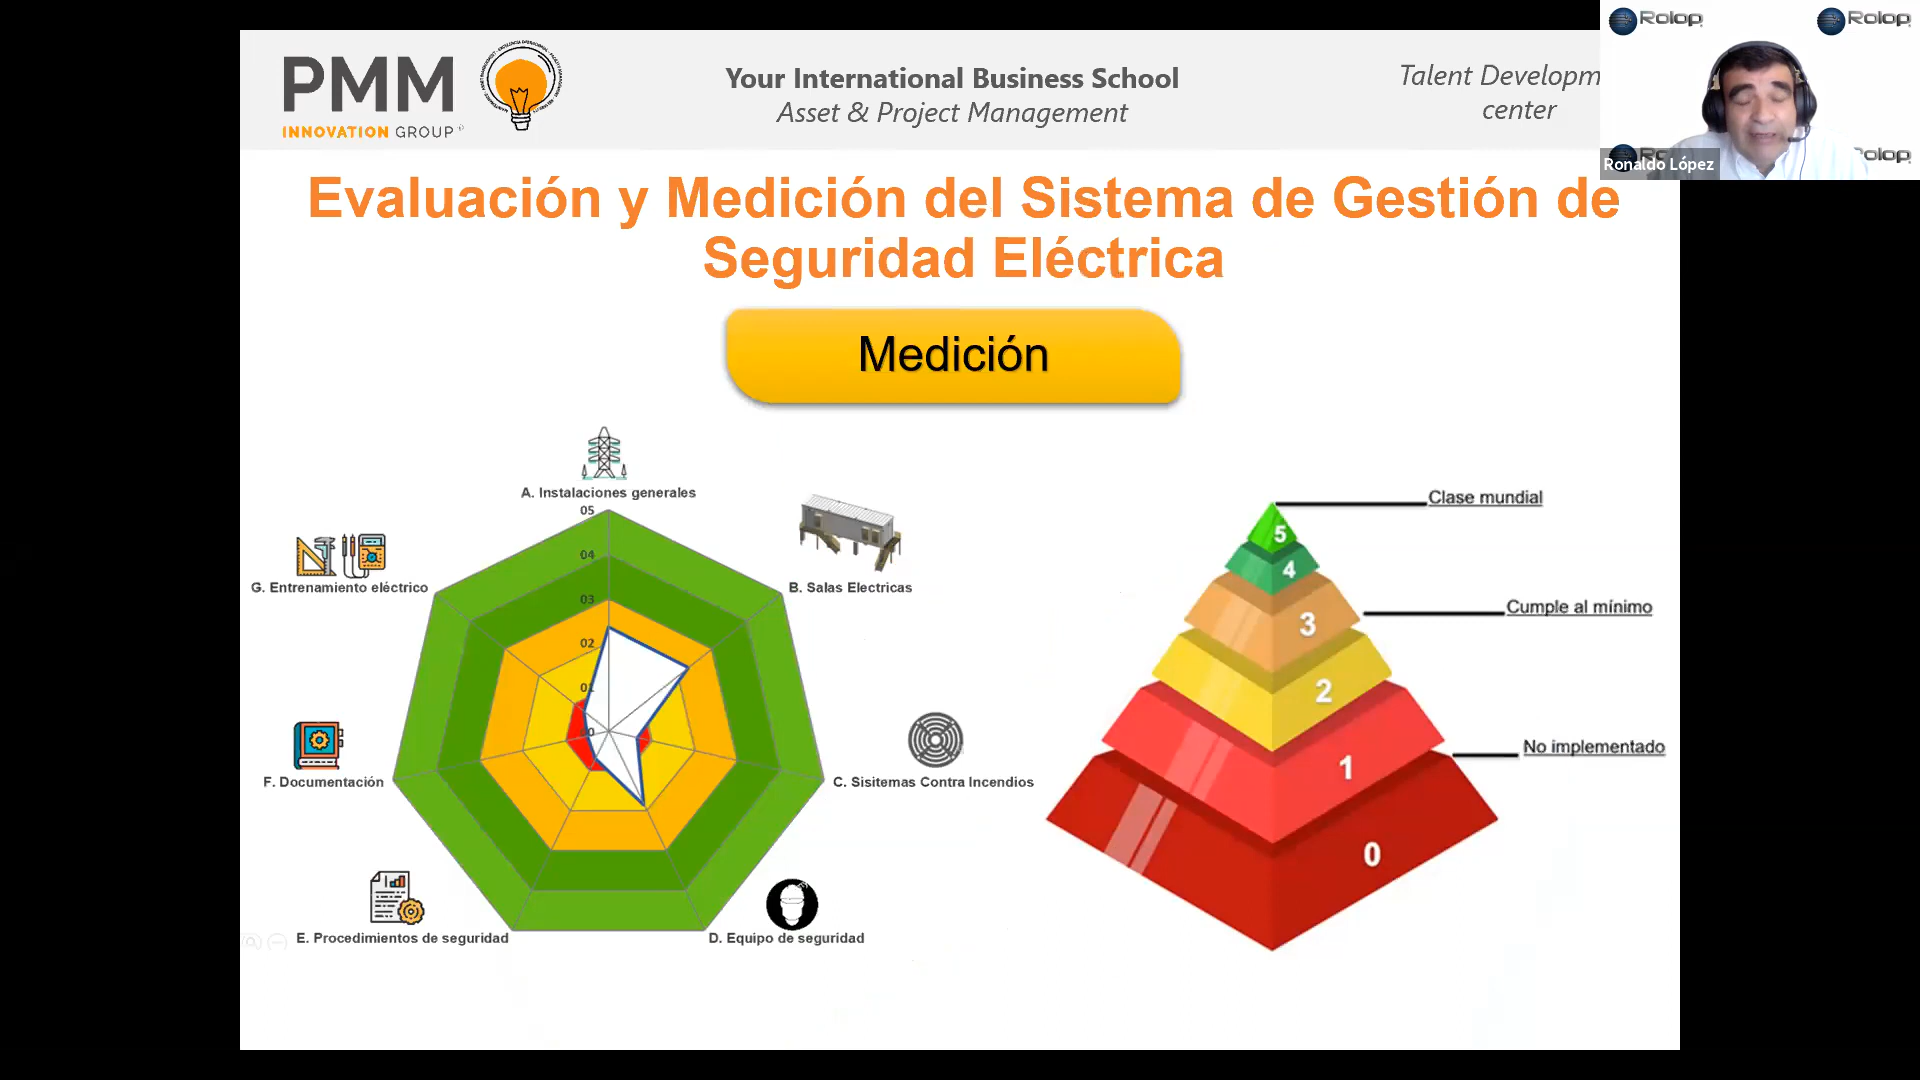 PMM
INNOVATION GROUP
Your International Business School
Asset & Project Management
Talent Developm
center
Rolop
Rolop
Ronaldo López
olop
Evaluación y Medición del Sistema de Gestión de
Seguridad Eléctrica
Medición
A. Instalaciones generales
05
04
03
02
01
0
G. Entrenamiento eléctrico
B. Salas Electricas
F. Documentación
C. Sisitemas Contra Incendios
E. Procedimientos de seguridad
D. Equipo de seguridad
Clase mundial
5
4
Cumple al mínimo
3
2
No implementado
1
0